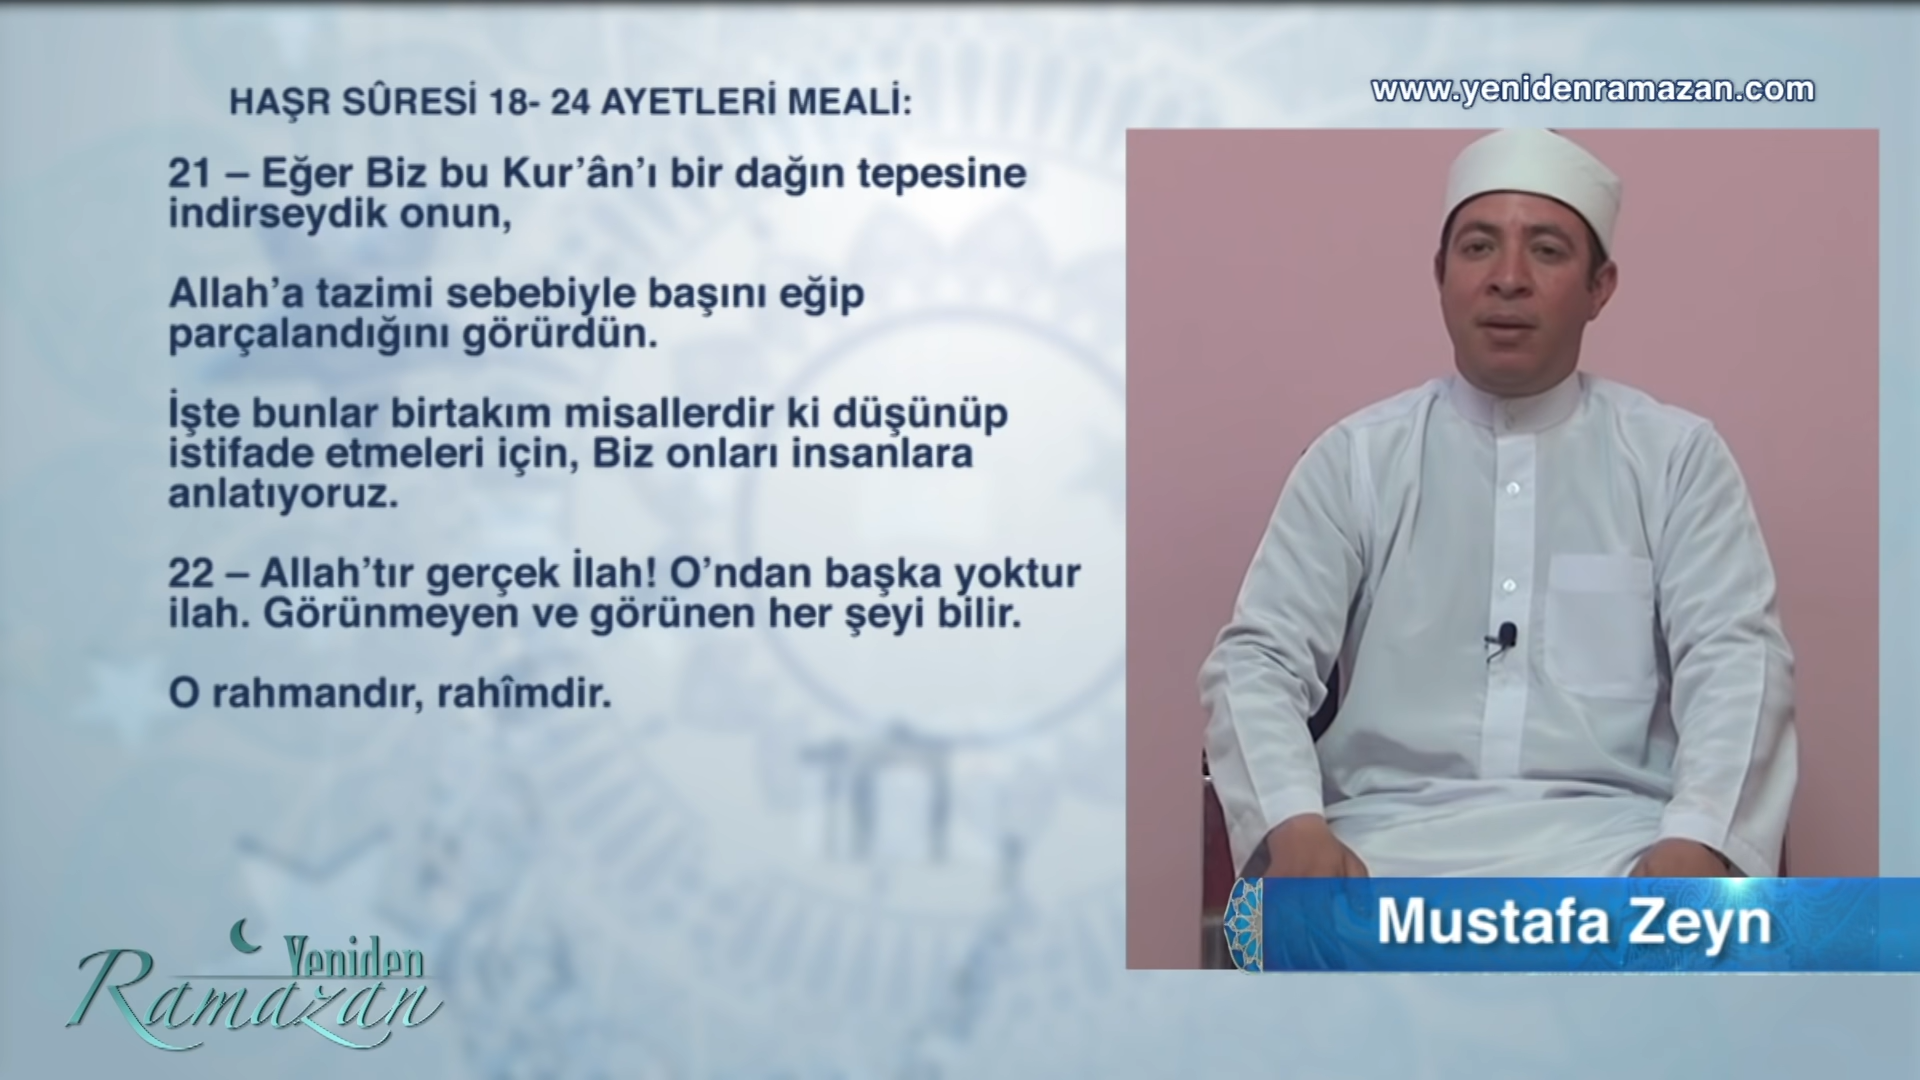 HAŞR SÛRESİ 18- 24 AYETLERİ MEALİ:
21 – Eğer Biz bu Kur’ân’ı bir dağın tepesine
indirseydik onun,
Allah’a tazimi sebebiyle başını eğip
parçalandığını görürdün.
İşte bunlar birtakım misallerdir ki düşünüp
istifade etmeleri için, Biz onları insanlara
anlatıyoruz.
22 – Allah’tır gerçek İlah! O’ndan başka yoktur
ilah. Görünmeyen ve görünen her şeyi bilir.
O rahmandır, rahîmdir.
www.yenidenramazan.com
Mustafa Zeyn
Yeniden
Ramazan